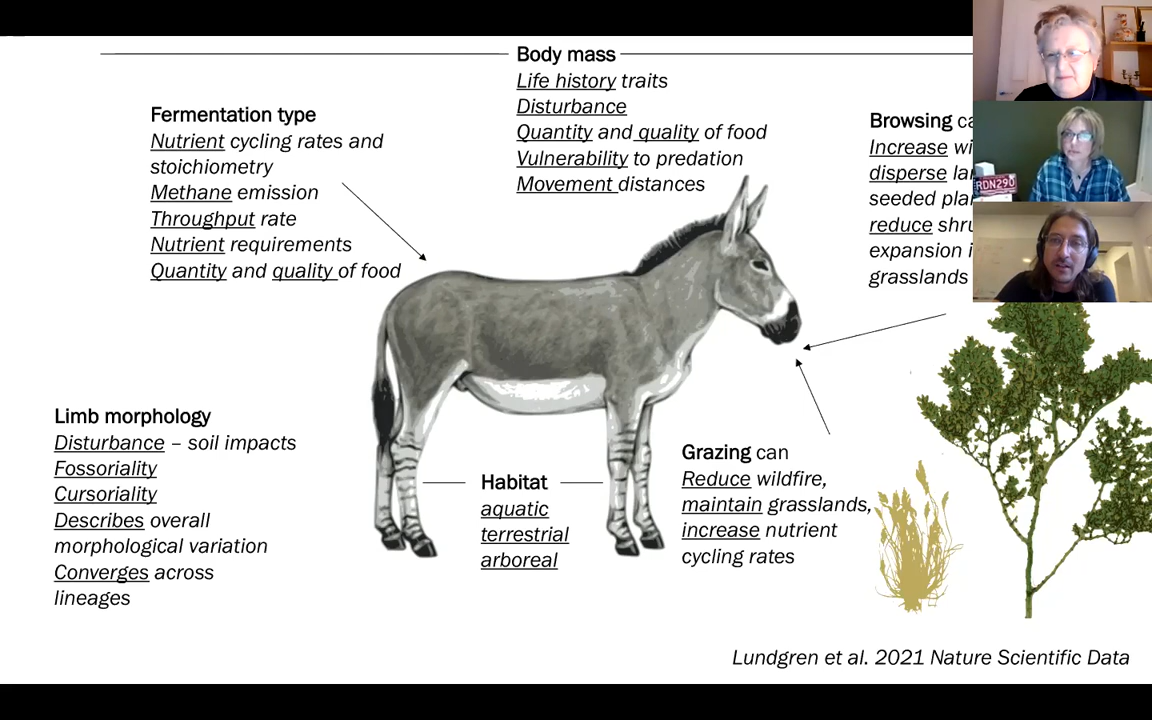 Body mass
Life history traits
Disturbance
Quantity and quality of food
Vulnerability to predation
Movement distances
Fermentation type
Nutrient cycling rates and
stoichiometry
Methane emission
Throughput rate
Nutrient requirements
Quantity and quality of food
Browsing
Increase
disperse
seeded
reduce
expansion
grasslands
RDN290
Limb morphology
Disturbance – soil impacts
Fossoriality
Cursoriality
Describes overall
morphological variation
Converges across
lineages
Habitat
aquatic
terrestrial
arboreal
Grazing can
Reduce wildfire,
maintain grasslands,
increase nutrient
cycling rates
Lundgren et al. 2021 Nature Scientific Data